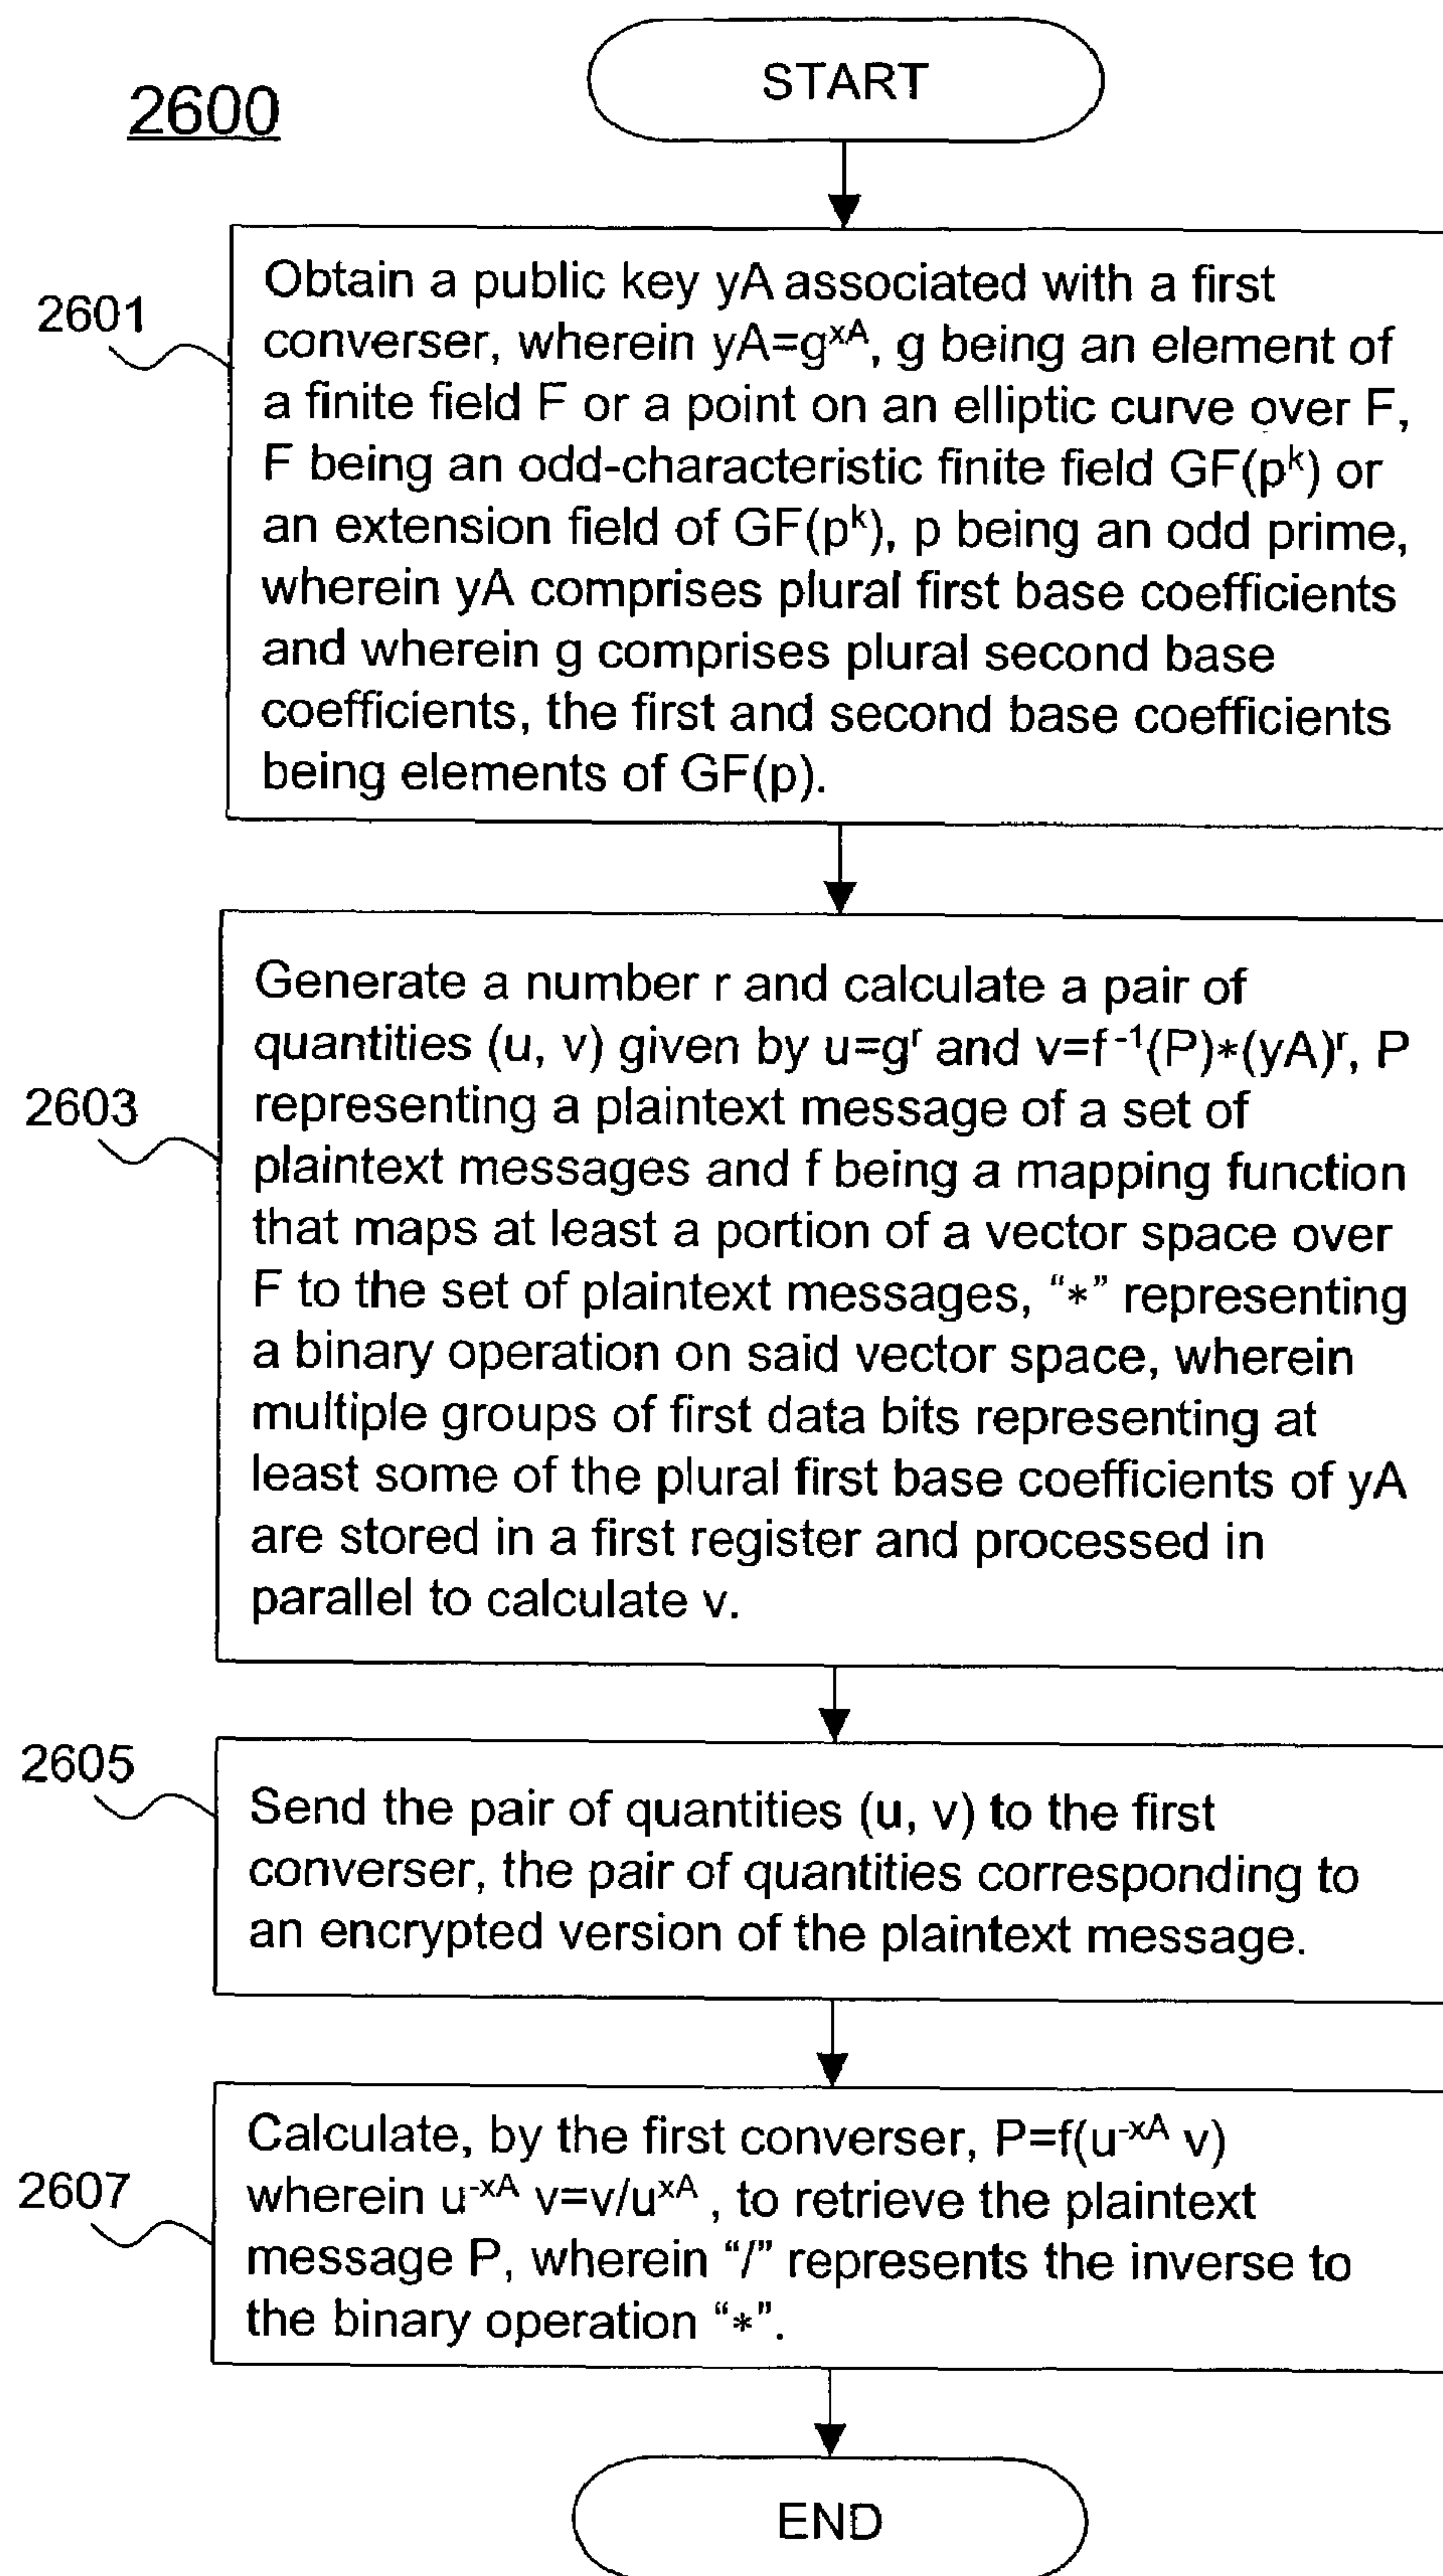 2600
START
2601
Obtain a public key yA associated with a first
converser, wherein yA=g^xA, g being an element of
a finite field F or a point on an elliptic curve over F,
F being an odd-characteristic finite field GF(p^k) or
an extension field of GF(p^k), p being an odd prime,
wherein yA comprises plural first base coefficients
and wherein g comprises plural second base
coefficients, the first and second base coefficients
being elements of GF(p).
2603
Generate a number r and calculate a pair of
quantities (u, v) given by u=g^r and v=f^-1(P)*(yA)^r, P
representing a plaintext message of a set of
plaintext messages and f being a mapping function
that maps at least a portion of a vector space over
F to the set of plaintext messages, “*” representing
a binary operation on said vector space, wherein
multiple groups of first data bits representing at
least some of the plural first base coefficients of yA
are stored in a first register and processed in
parallel to calculate v.
2605
Send the pair of quantities (u, v) to the first
converser, the pair of quantities corresponding to
an encrypted version of the plaintext message.
2607
Calculate, by the first converser, P=f(u^-xA v)
wherein u^-xA v=v/u^xA , to retrieve the plaintext
message P, wherein “/” represents the inverse to
the binary operation “*”.
END